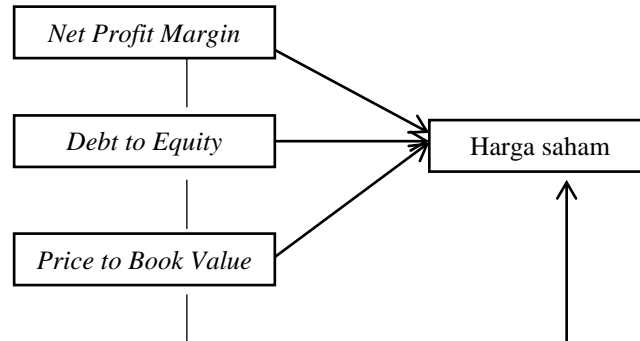 Net Profit Margin
Debt to Equity
Harga saham
Price to Book Value